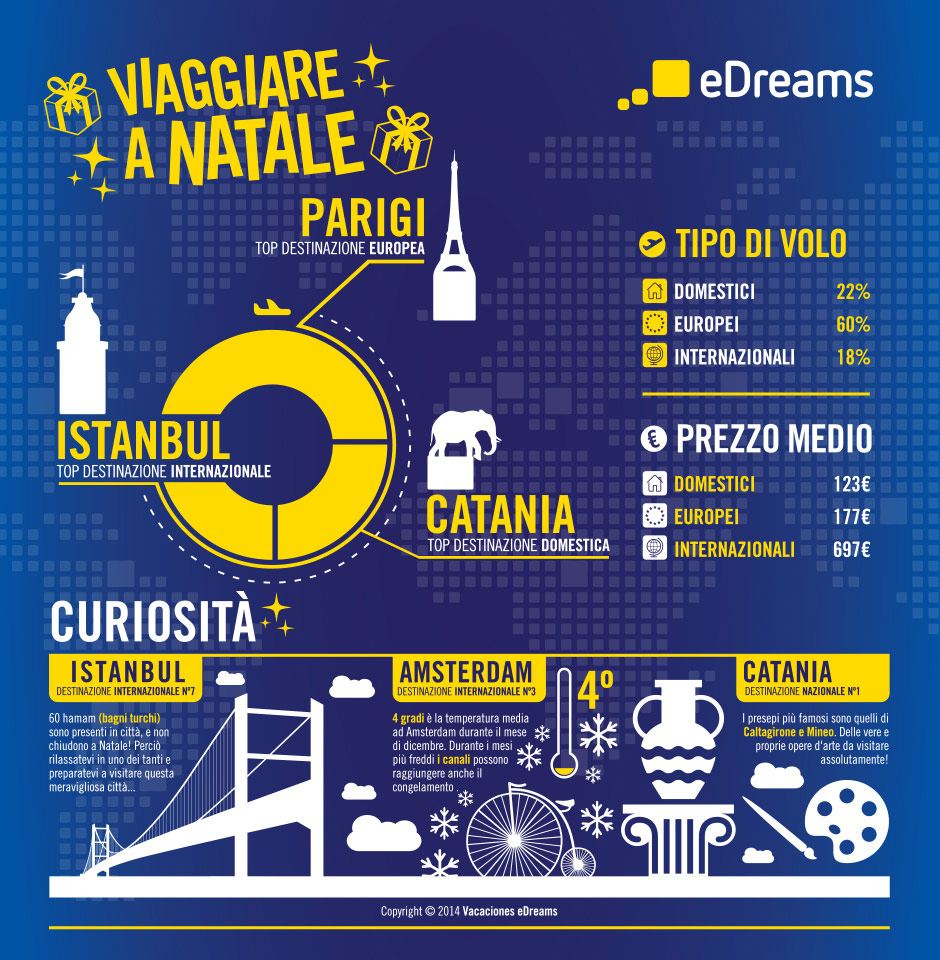 VIAGGIARE
A NATALE
eDreams
PARIGI
TOP DESTINAZIONE EUROPEA
ISTANBUL
TOP DESTINAZIONE INTERNAZIONALE
CATANIA
TOP DESTINAZIONE DOMESTICA
TIPO DI VOLO
DOMESTICI 22%
EUROPEI 60%
INTERNAZIONALI 18%
€ PREZZO MEDIO
DOMESTICI 123€
EUROPEI 177€
INTERNAZIONALI 697€
CURIOSITÀ
ISTANBUL
DESTINAZIONE INTERNAZIONALE Nº7
60 hamam (bagni turchi)
sono presenti in città, e non
chiudono a Natale! Perciò
rilassatevi in uno dei tanti e
preparatevi a visitare questa
meravigliosa città...
AMSTERDAM
DESTINAZIONE INTERNAZIONALE Nº3
4º
4 gradi è la temperatura media
ad Amsterdam durante il mese
di dicembre. Durante i mesi
più freddi i canali possono
raggiungere anche il
congelamento .
CATANIA
DESTINAZIONE NAZIONALE Nº1
I presepi più famosi sono quelli di
Caltagirone e Mineo. Delle vere e
proprie opere d'arte da visitare
assolutamente!
Copyright © 2014 Vacaciones eDreams